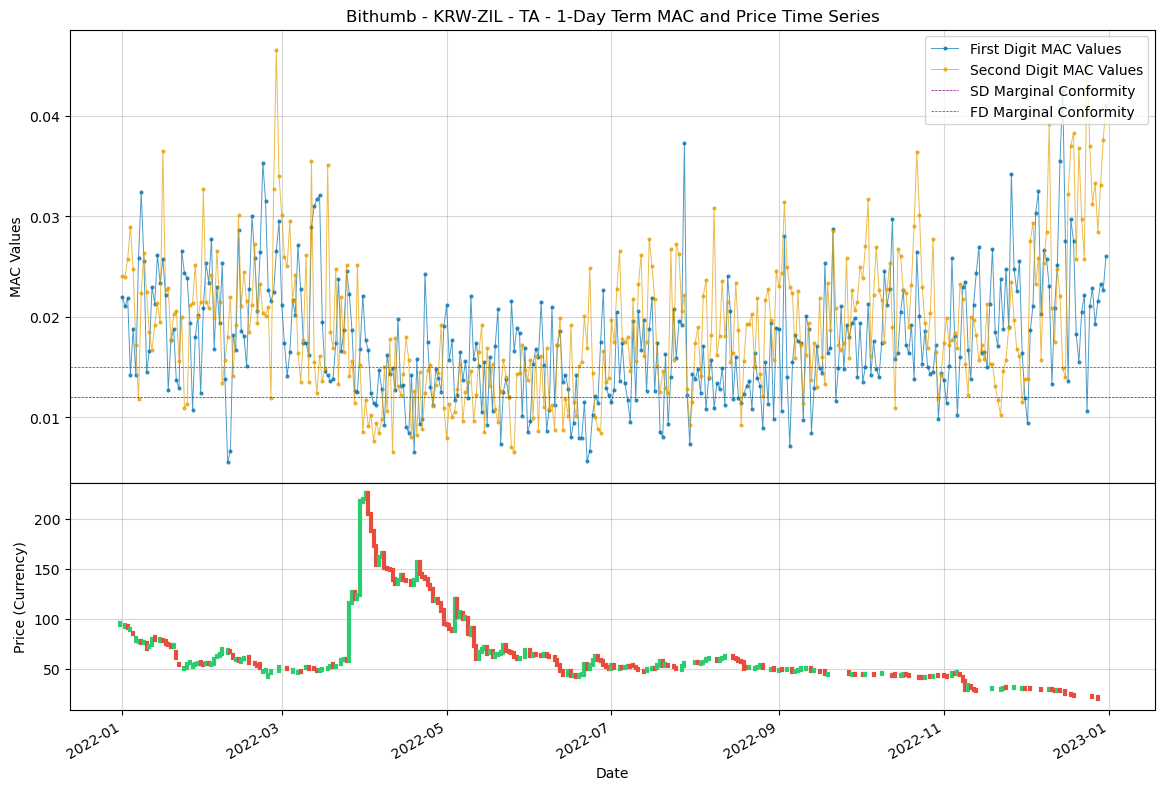 Bithumb - KRW-ZIL - TA - 1-Day Term MAC and Price Time Series
First Digit MAC Values
Second Digit MAC Values
SD Marginal Conformity
FD Marginal Conformity
MAC Values
0.04
0.03
0.02
0.01
Price (Currency)
200
150
100
50
2022-01
2022-03
2022-05
2022-07
2022-09
2022-11
2023-01
Date